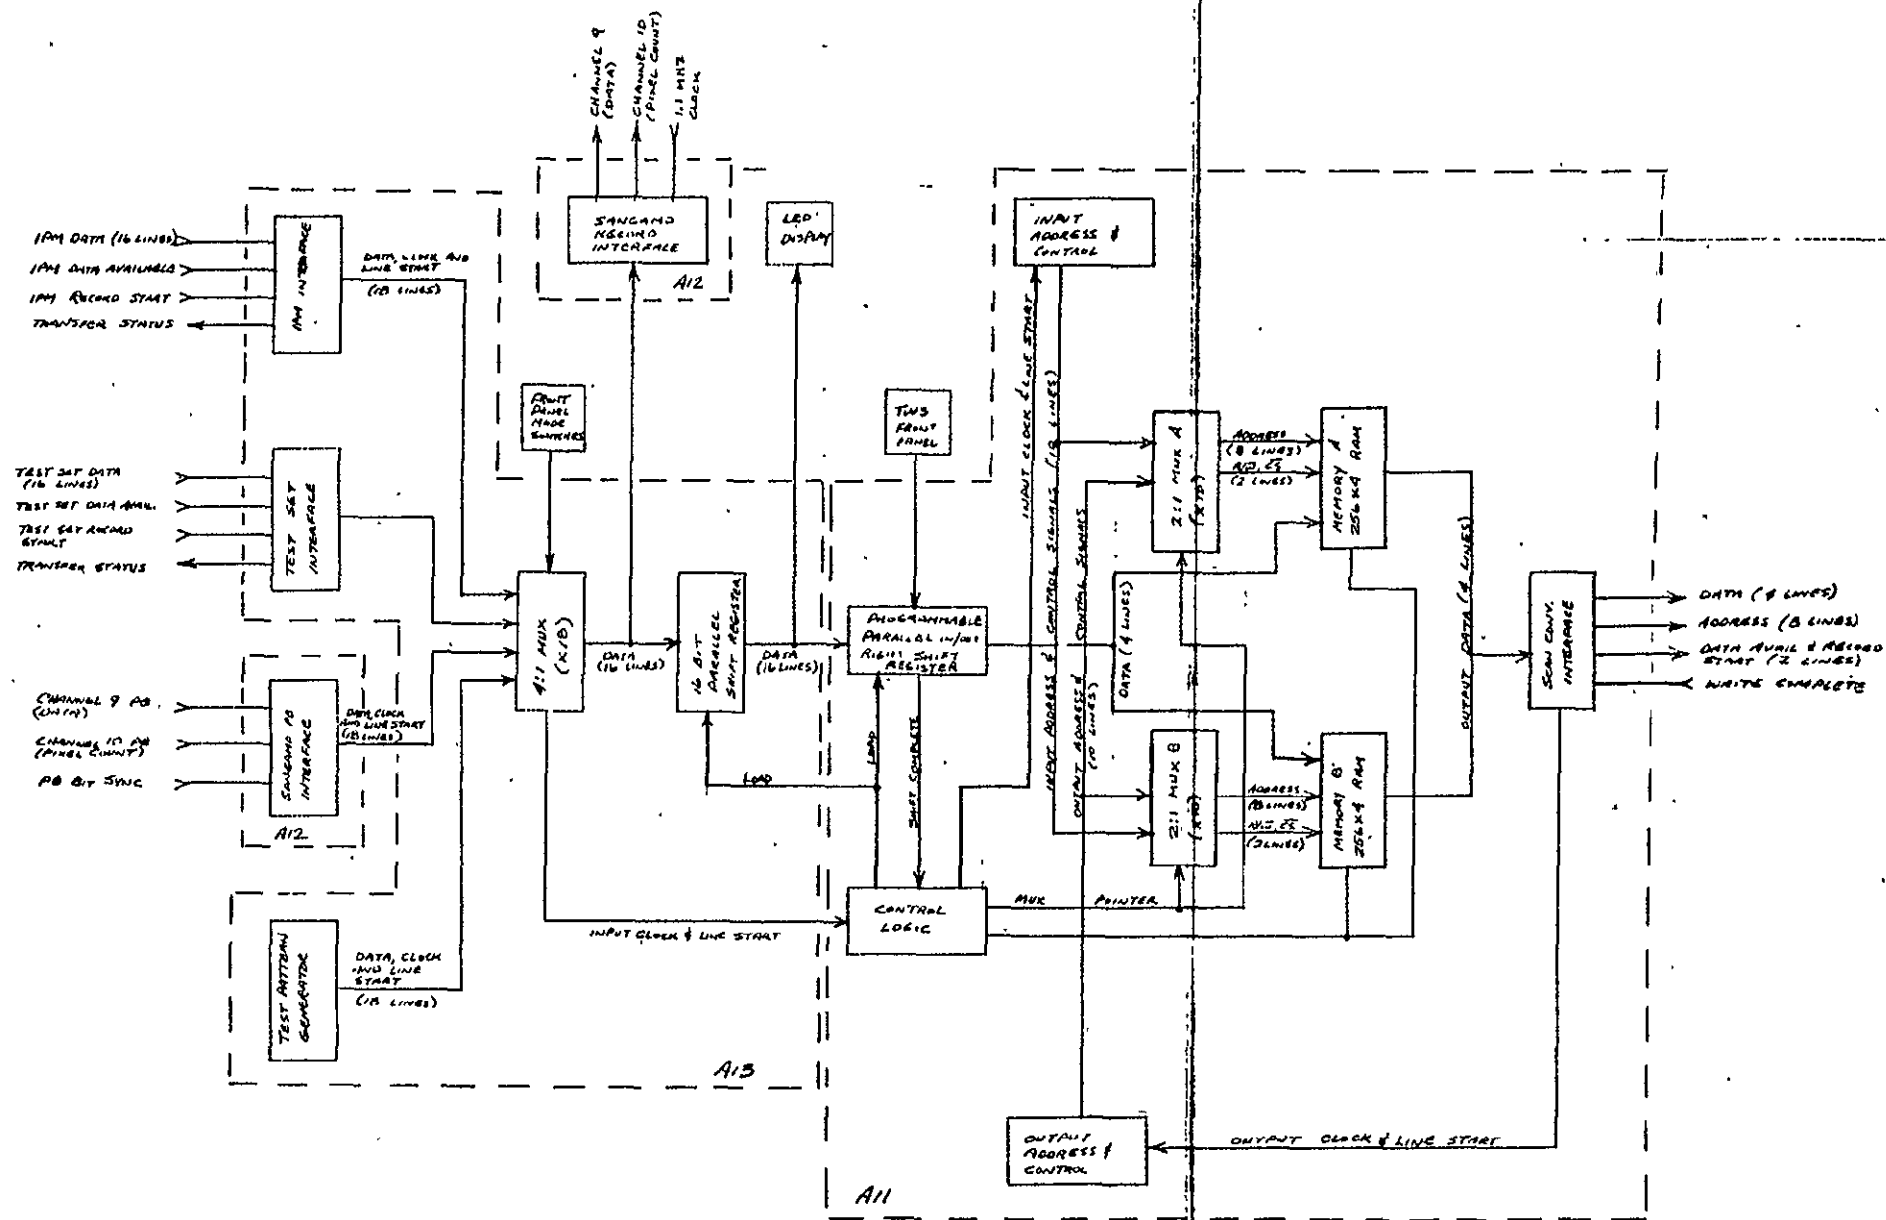 CHANNEL 9
(DATA)
CHANNEL 10
(PIXEL COUNT)
1.1 MHZ
CLOCK
SANGAMO
RECORD
INTERFACE
A12
LED
DISPLAY
INPUT
ADDRESS &
CONTROL
IPM DATA (16 LINES)
IPM DATA AVAILABLE
IPM RECORD START
TRANSFER STATUS
IPM INTERFACE
DATA, CLOCK AND
LINE START
(18 LINES)
FRONT
PANEL
MODE
SWITCHES
TWS
FRONT
PANEL
TEST SET DATA
(16 LINES)
TEST SET DATA AVAIL.
TEST SET RECORD
START
TRANSFER STATUS
TEST SET
INTERFACE
4:1 MUX
(X18)
DATA
(16 LINES)
16 BIT
PARALLEL
SHIFT REGISTER
DATA
(16 LINES)
PROGRAMMABLE
PARALLEL IN/OUT
RIGHT SHIFT
REGISTER
INPUT CLOCK & LINE START
INPUT ADDRESS & CONTROL SIGNALS (10 LINES)
OUTPUT ADDRESS & CONTROL SIGNALS
(10 LINES)
DATA (4 LINES)
2:1 MUX A
(X10)
ADDRESS
(8 LINES)
R/W, CS
(2 LINES)
MEMORY A
256X4 RAM
OUTPUT DATA (4 LINES)
SCAN CONV.
INTERFACE
DATA (4 LINES)
ADDRESS (8 LINES)
DATA AVAIL & RECORD
START (2 LINES)
WRITE COMPLETE
CHANNEL 9 PB
(DATA)
CHANNEL 10 PB
(PIXEL COUNT)
PB BIT SYNC
SANGAMO PB
INTERFACE
A12
DATA, CLOCK
AND LINE START
(18 LINES)
LOAD
LOAD
SHIFT COMPLETE
2:1 MUX B
(X10)
ADDRESS
(8 LINES)
R/W, CS
(2 LINES)
MEMORY B
256X4 RAM
CONTROL
LOGIC
MUX POINTER
INPUT CLOCK & LINE START
TEST PATTERN
GENERATOR
DATA, CLOCK
AND LINE
START
(18 LINES)
A13
OUTPUT
ADDRESS &
CONTROL
OUTPUT CLOCK & LINE START
A11